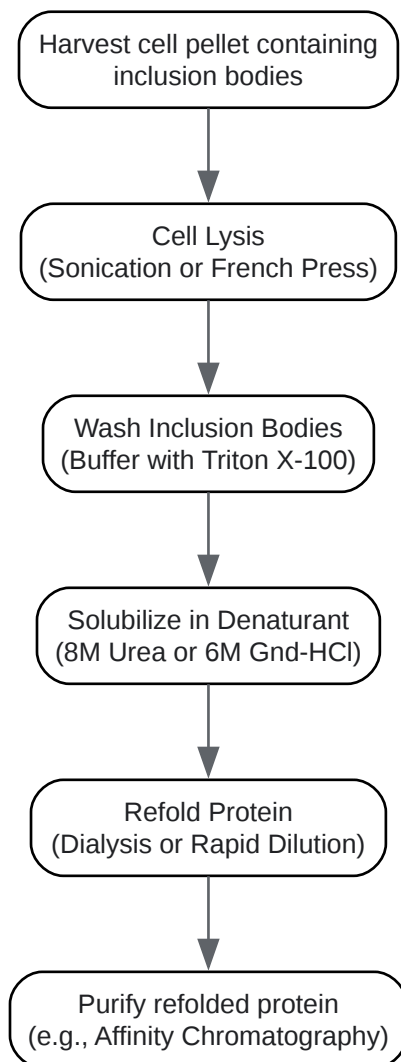 Harvest cell pellet containing
inclusion bodies
Cell Lysis
(Sonication or French Press)
Wash Inclusion Bodies
(Buffer with Triton X-100)
Solubilize in Denaturant
(8M Urea or 6M Gnd-HCl)
Refold Protein
(Dialysis or Rapid Dilution)
Purify refolded protein
(e.g., Affinity Chromatography)